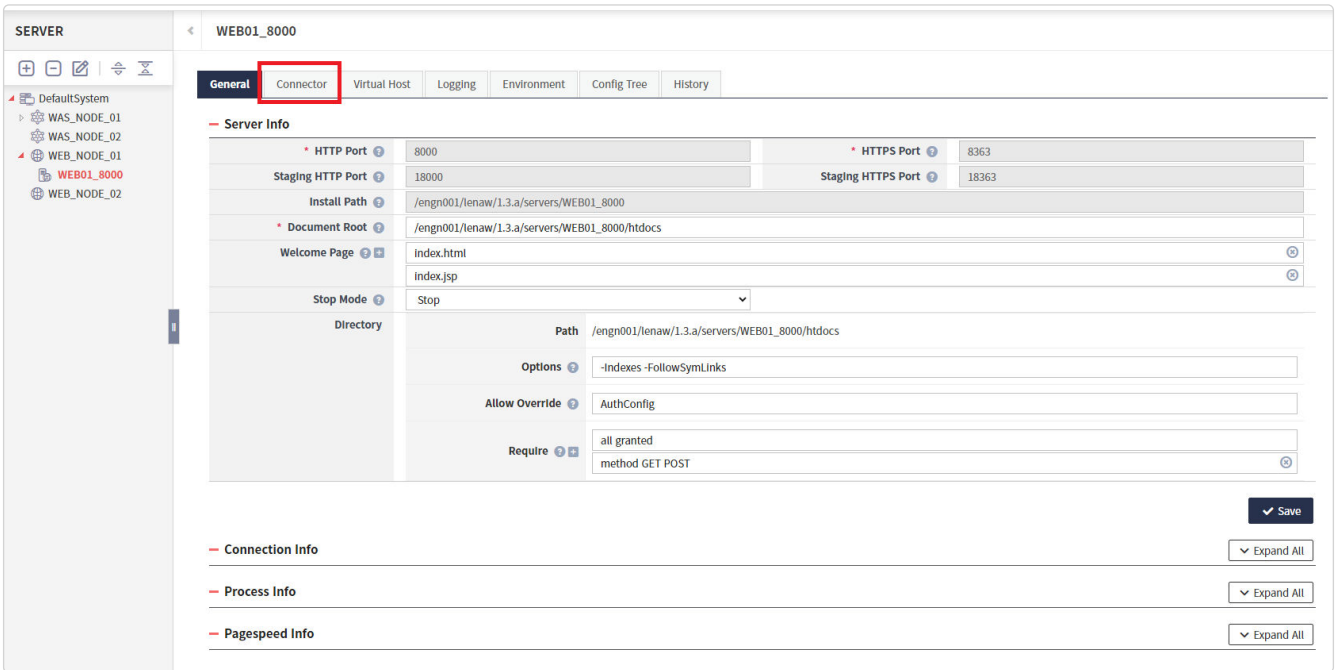 SERVER
WEB01_8000
DefaultSystem
WAS_NODE_01
WAS_NODE_02
WEB_NODE_01
WEB01_8000
WEB_NODE_02
General Connector Virtual Host Logging Environment Config Tree History
Server Info
* HTTP Port 8000 * HTTPS Port 8363
Staging HTTP Port 18000 Staging HTTPS Port 18363
Install Path /engn001/lenaw/1.3.a/servers/WEB01_8000
* Document Root /engn001/lenaw/1.3.a/servers/WEB01_8000/htdocs
Welcome Page index.html
index.jsp
Stop Mode Stop
Directory
Path /engn001/lenaw/1.3.a/servers/WEB01_8000/htdocs
Options -Indexes -FollowSymLinks
Allow Override AuthConfig
Require all granted
method GET POST
Save
Connection Info Expand All
Process Info Expand All
Pagespeed Info Expand All